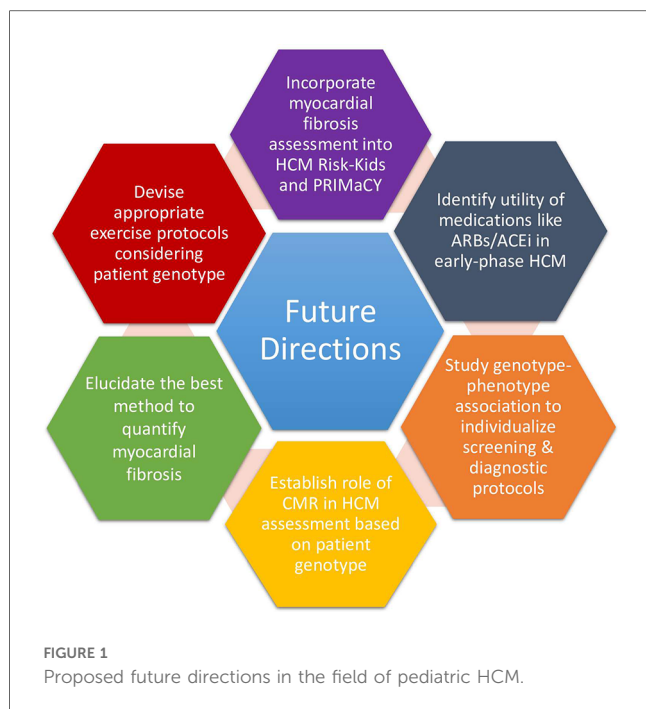 Incorporate
myocardial
fibrosis
assessment into
HCM Risk-Kids
and PRIMaCY
Devise
appropriate
exercise protocols
considering
patient genotype
Identify utility of
medications like
ARBs/ACEi in
early-phase HCM
Future
Directions
Elucidate the best
method to
quantify
myocardial
fibrosis
Study genotype-
phenotype
association to
individualize
screening &
diagnostic
protocols
Establish role of
CMR in HCM
assessment based
on patient
genotype
FIGURE 1
Proposed future directions in the field of pediatric HCM.